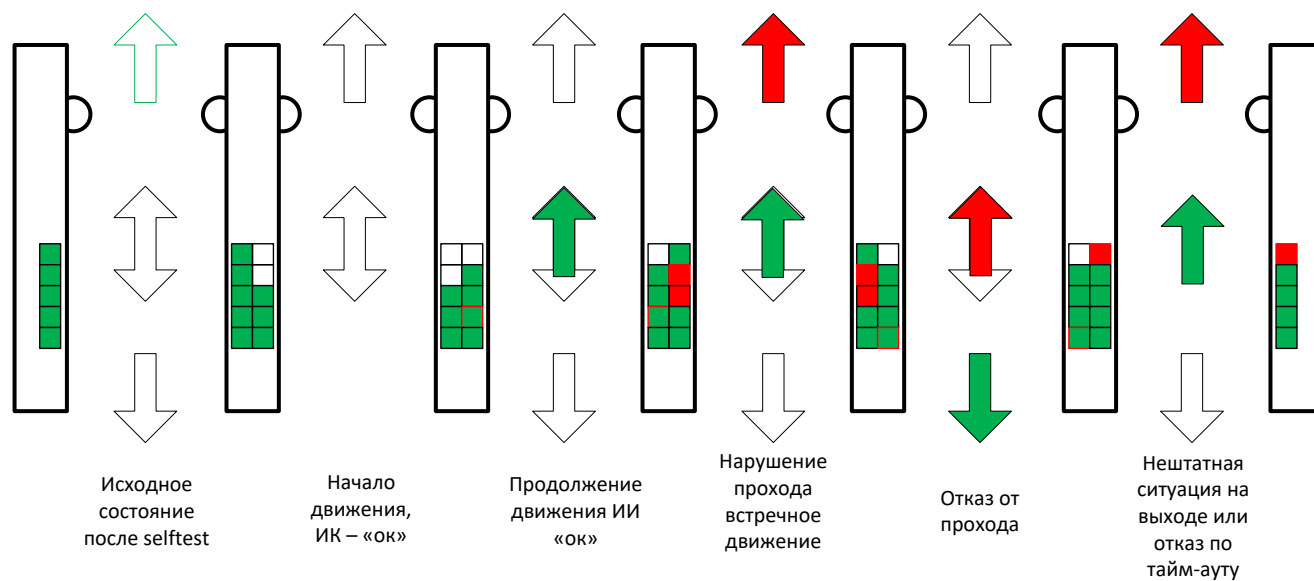 Исходное
состояние
после selftest
Начало
движения,
ИК – «ок»
Продолжение
движения ИИ
«ок»
Нарушение
прохода
встречное
движение
Отказ от
прохода
Нештатная
ситуация на
выходе или
отказ по
тайм-ауту